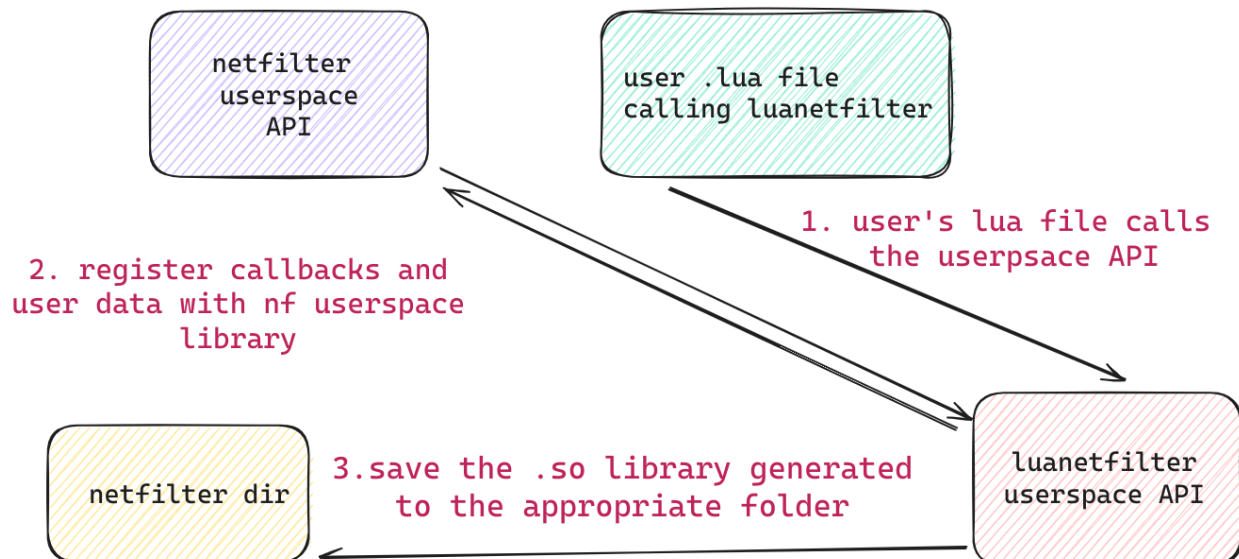 netfilter
userspace
API
user .lua file
calling luanetfilter
1. user's lua file calls
the userpsace API
2. register callbacks and
user data with nf userspace
library
netfilter dir
3.save the .so library generated
to the appropriate folder
luanetfilter
userspace API